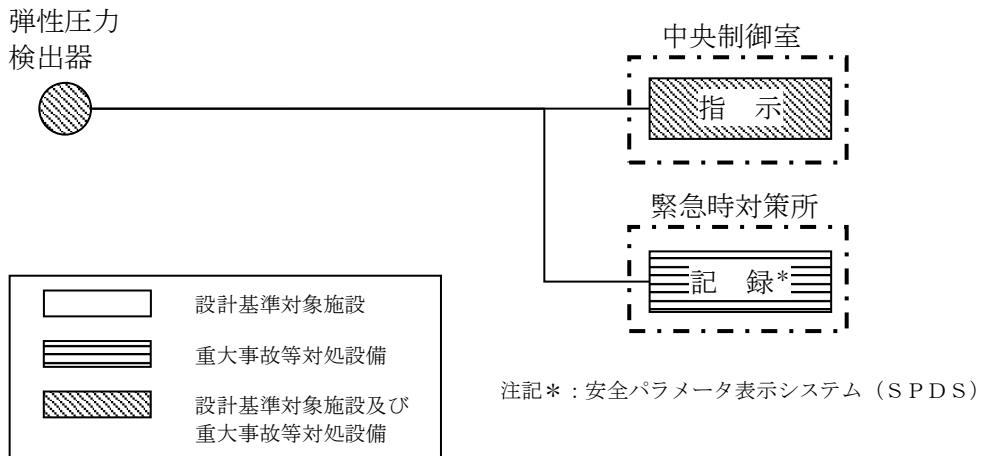 弾性圧力
検出器
中央制御室
指　示
緊急時対策所
記　録*
設計基準対象施設
重大事故等対処設備
設計基準対象施設及び
重大事故等対処設備
注記＊：安全パラメータ表示システム（ＳＰＤＳ）